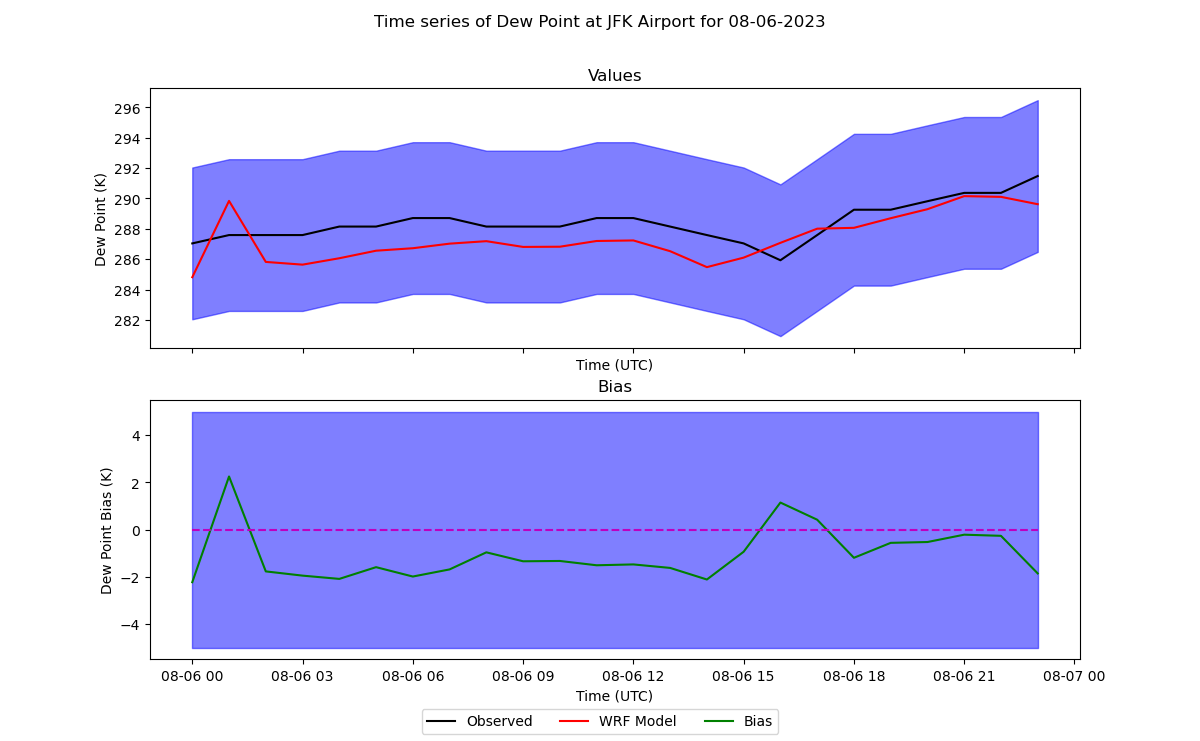 Time series of Dew Point at JFK Airport for 08-06-2023
Values
296
294
292
290
288
286
284
282
Dew Point (K)
Time (UTC)
Bias
4
2
0
−2
−4
Dew Point Bias (K)
08-06 00 08-06 03 08-06 06 08-06 09 08-06 12 08-06 15 08-06 18 08-06 21 08-07 00
Time (UTC)
Observed WRF Model Bias